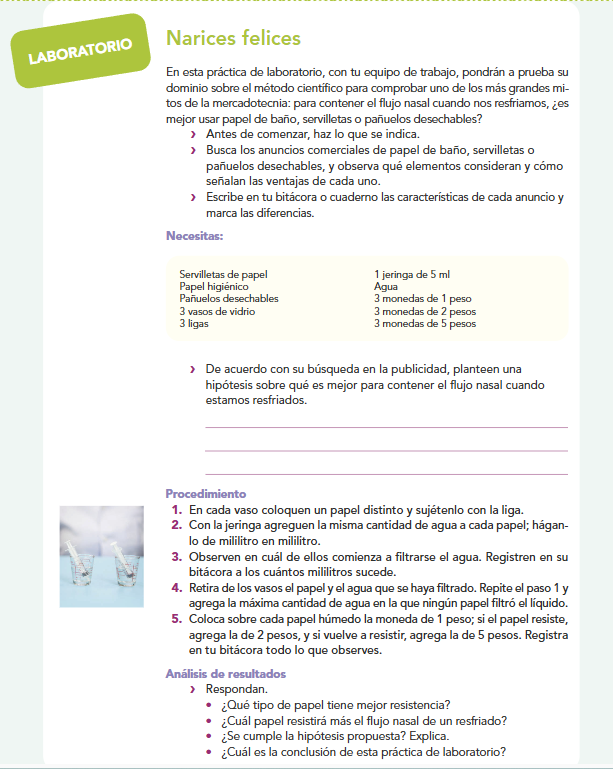 LABORATORIO
Narices felices
En esta práctica de laboratorio, con tu equipo de trabajo, pondrán a prueba su
dominio sobre el método científico para comprobar uno de los más grandes mi-
tos de la mercadotecnia: para contener el flujo nasal cuando nos resfriamos, ¿es
mejor usar papel de baño, servilletas o pañuelos desechables?
› Antes de comenzar, haz lo que se indica.
› Busca los anuncios comerciales de papel de baño, servilletas o
pañuelos desechables, y observa qué elementos consideran y cómo
señalan las ventajas de cada uno.
› Escribe en tu bitácora o cuaderno las características de cada anuncio y
marca las diferencias.
Necesitas:
Servilletas de papel
Papel higiénico
Pañuelos desechables
3 vasos de vidrio
3 ligas
1 jeringa de 5 ml
Agua
3 monedas de 1 peso
3 monedas de 2 pesos
3 monedas de 5 pesos
› De acuerdo con su búsqueda en la publicidad, planteen una
hipótesis sobre qué es mejor para contener el flujo nasal cuando
estamos resfriados.
Procedimiento
1. En cada vaso coloquen un papel distinto y sujétenlo con la liga.
2. Con la jeringa agreguen la misma cantidad de agua a cada papel; hágan-
lo de mililitro en mililitro.
3. Observen en cuál de ellos comienza a filtrarse el agua. Registren en su
bitácora a los cuántos mililitros sucede.
4. Retira de los vasos el papel y el agua que se haya filtrado. Repite el paso 1 y
agrega la máxima cantidad de agua en la que ningún papel filtró el líquido.
5. Coloca sobre cada papel húmedo la moneda de 1 peso; si el papel resiste,
agrega la de 2 pesos, y si vuelve a resistir, agrega la de 5 pesos. Registra
en tu bitácora todo lo que observes.
Análisis de resultados
› Respondan.
• ¿Qué tipo de papel tiene mejor resistencia?
• ¿Cuál papel resistirá más el flujo nasal de un resfriado?
• ¿Se cumple la hipótesis propuesta? Explica.
• ¿Cuál es la conclusión de esta práctica de laboratorio?